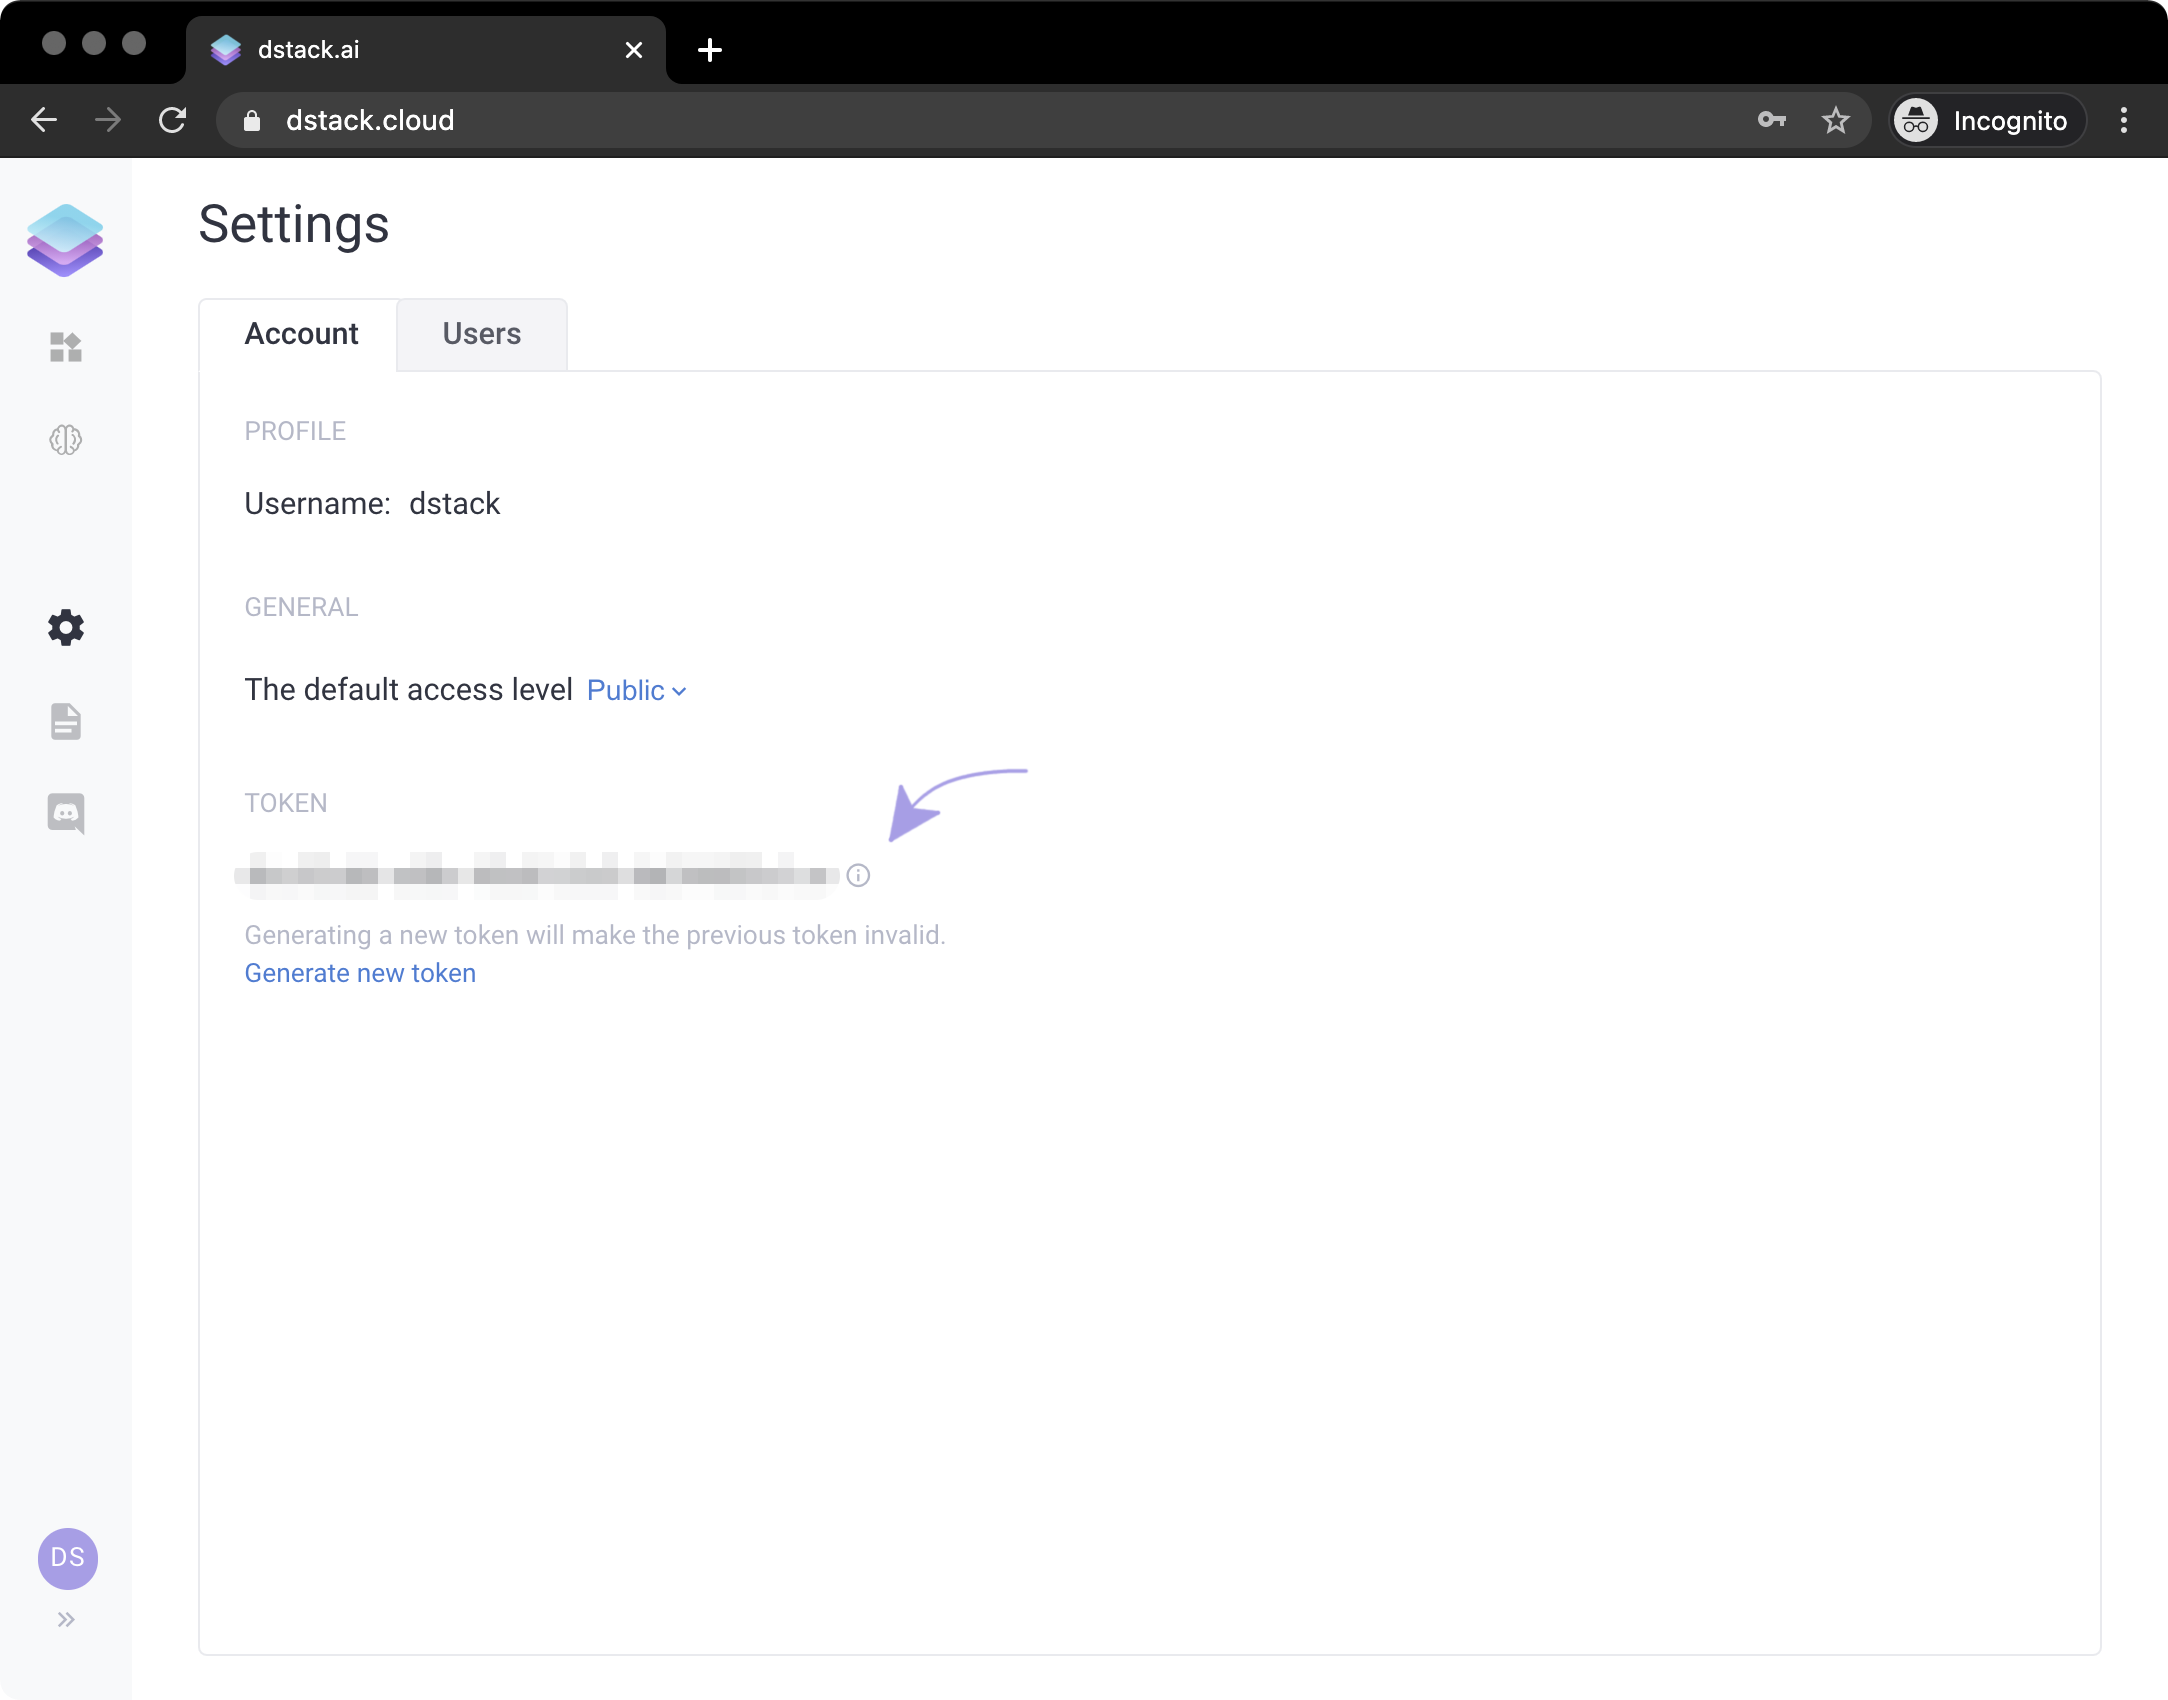 dstack.ai
dstack.cloud
Incognito
Settings
Account
Users
PROFILE
Username: dstack
GENERAL
The default access level Public
TOKEN
Generating a new token will make the previous token invalid.
Generate new token
DS